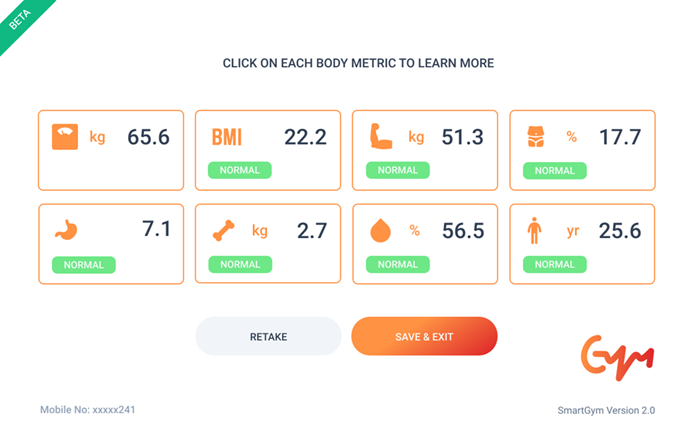 BETA
CLICK ON EACH BODY METRIC TO LEARN MORE
kg 65.6
BMI 22.2
NORMAL
kg 51.3
NORMAL
% 17.7
NORMAL
7.1
NORMAL
kg 2.7
NORMAL
% 56.5
NORMAL
yr 25.6
NORMAL
RETAKE
SAVE & EXIT
Gym
Mobile No: xxxxx241
SmartGym Version 2.0